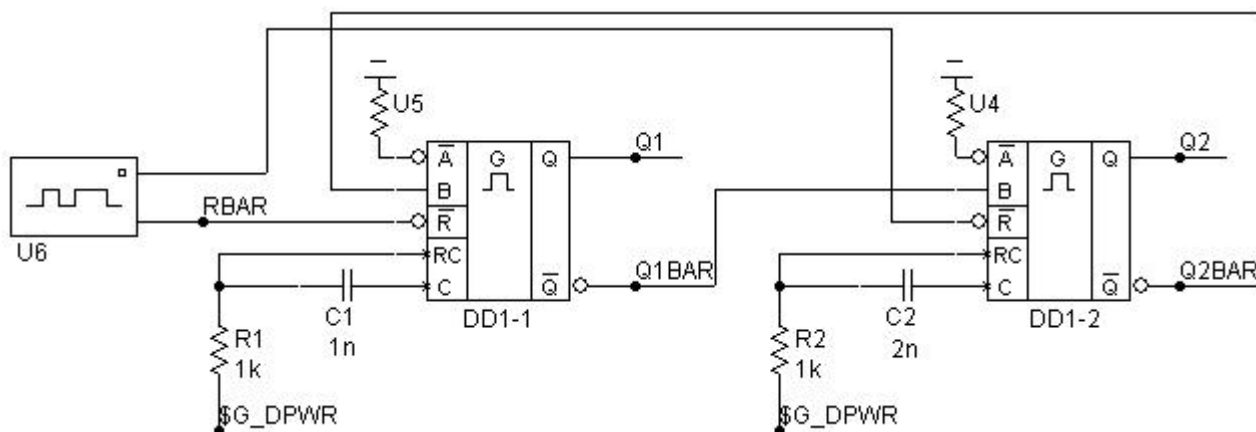 U5
U4
Q1
Q2
A
G
Q
A
G
Q
B
B
RBAR
R
R
U6
RC
RC
Q1BAR
Q2BAR
C
Q
C
Q
C1
DD1-1
C2
DD1-2
R1
1n
R2
2n
1k
1k
$G_DPWR
$G_DPWR